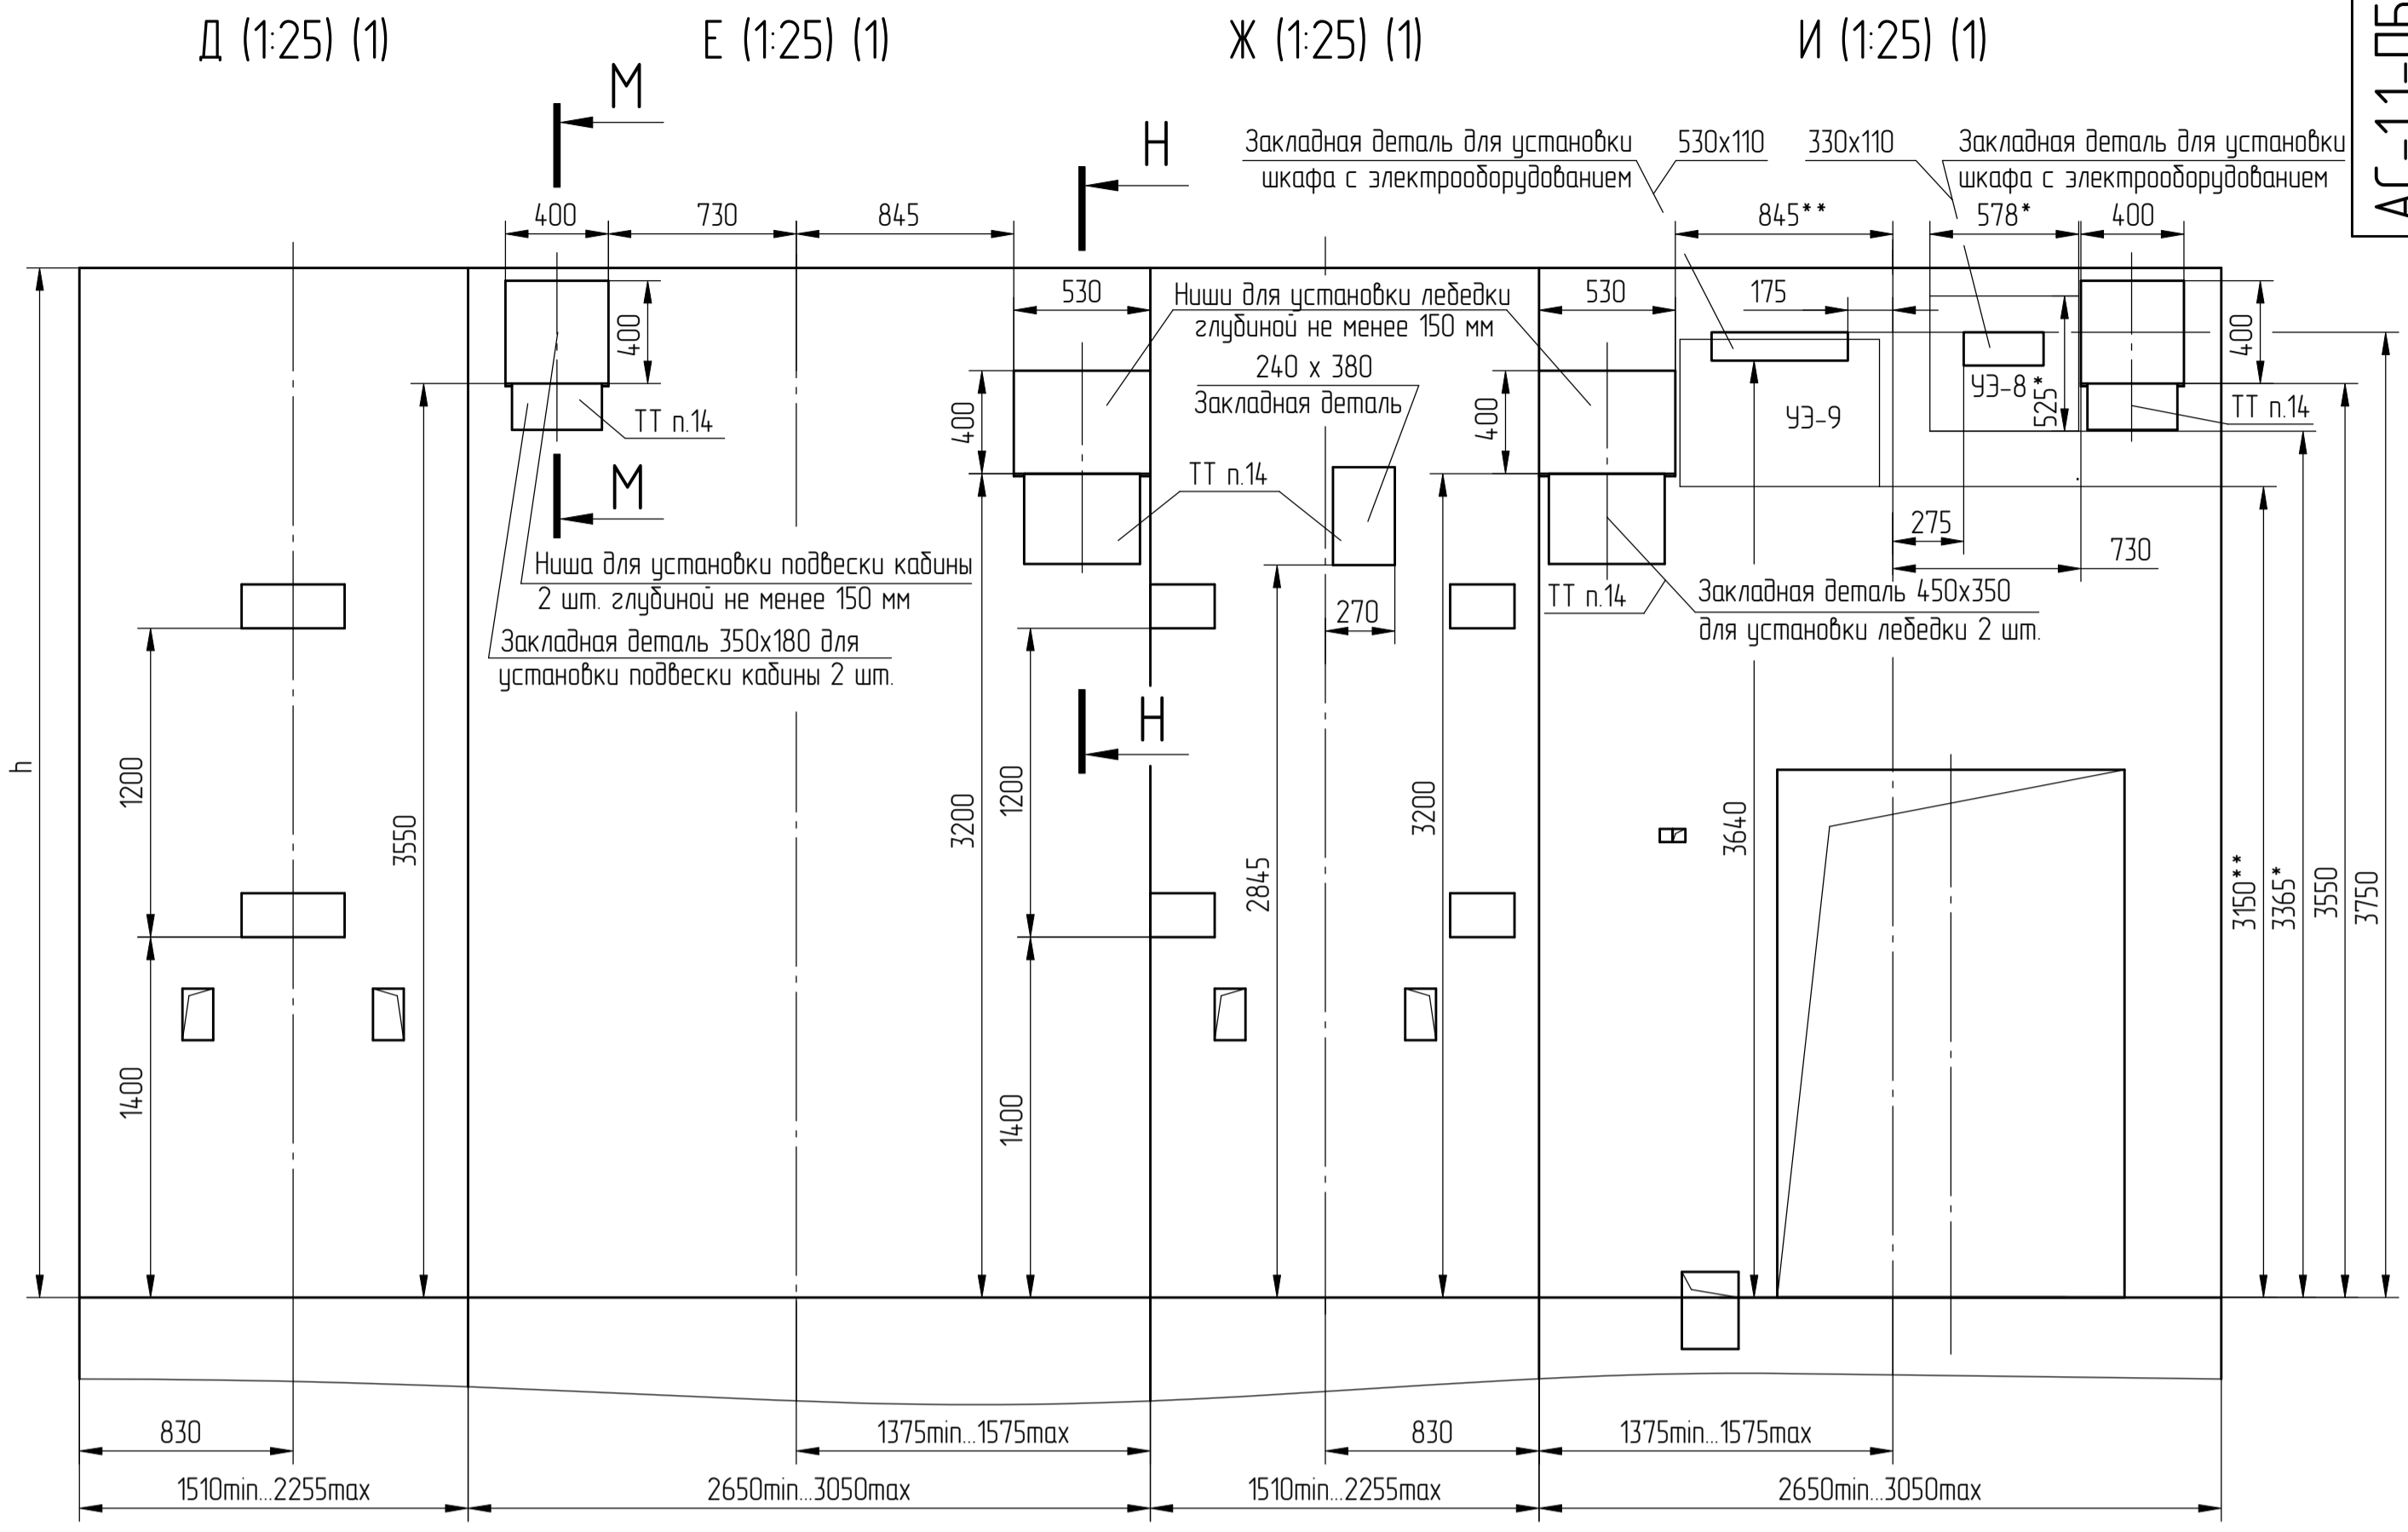 Д (1:25) (1)
Е (1:25) (1)
Ж (1:25) (1)
И (1:25) (1)
АС-11-ПБ
М
Н
Закладная деталь для установки
шкафа с электрооборудованием
530х110
330х110
Закладная деталь для установки
шкафа с электрооборудованием
400
730
845
845**
578*
400
530
Ниши для установки лебедки
глубиной не менее 150 мм
530
175
400
400
240 х 380
Закладная деталь
УЭ-8*
525*
УЭ-9
ТТ п.14
400
400
ТТ п.14
М
ТТ п.14
275
730
Ниша для установки подвески кабины
2 шт. глубиной не менее 150 мм
270
ТТ п.14
Закладная деталь 450х350
для установки лебедки 2 шт.
Закладная деталь 350х180 для
установки подвески кабины 2 шт.
Н
h
1200
3550
3200
1200
2845
3200
3640
3150**
3365*
3550
3750
1400
1400
830
1375min...1575max
830
1375min...1575max
1510min...2255max
2650min...3050max
1510min...2255max
2650min...3050max